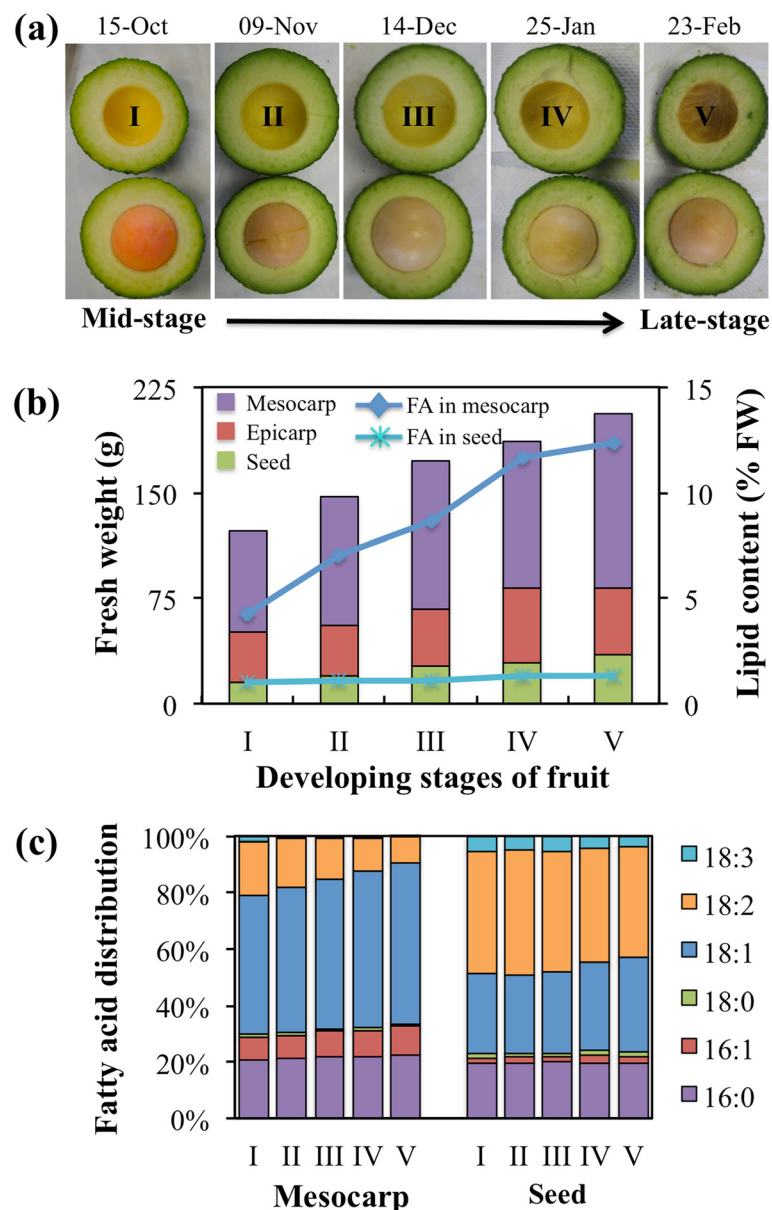 (a)
15-Oct 09-Nov 14-Dec 25-Jan 23-Feb
I II III IV V
Mid-stage Late-stage
(b)
225 15
Mesocarp FA in mesocarp
Epicarp FA in seed
Seed
150 10
75 5
0 0
Fresh weight (g)
Lipid content (% FW)
I II III IV V
Developing stages of fruit
(c)
100%
80%
60%
40%
20%
0%
Fatty acid distribution
18:3
18:2
18:1
18:0
16:1
16:0
I II III IV V I II III IV V
Mesocarp Seed